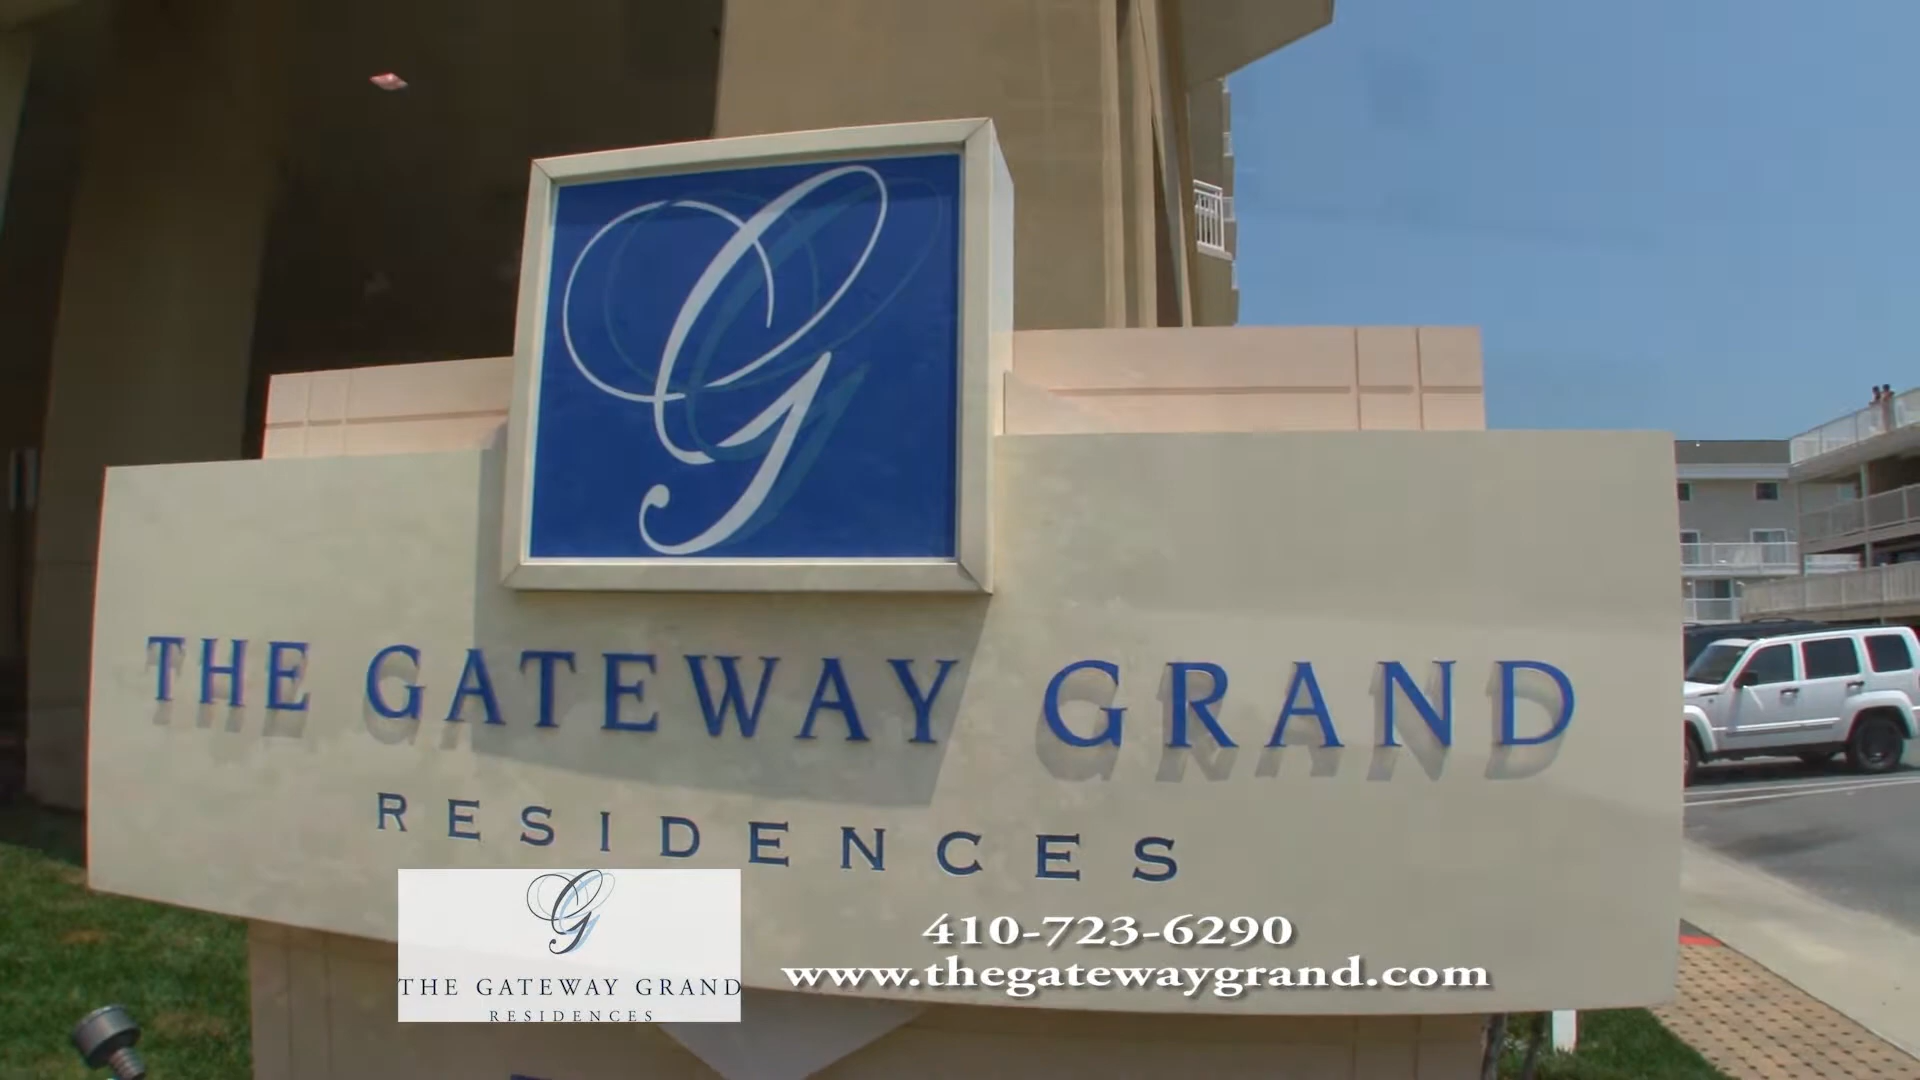 G
THE GATEWAY GRAND
RESIDENCES
G
THE GATEWAY GRAND
RESIDENCES
410-723-6290
www.thegatewaygrand.com